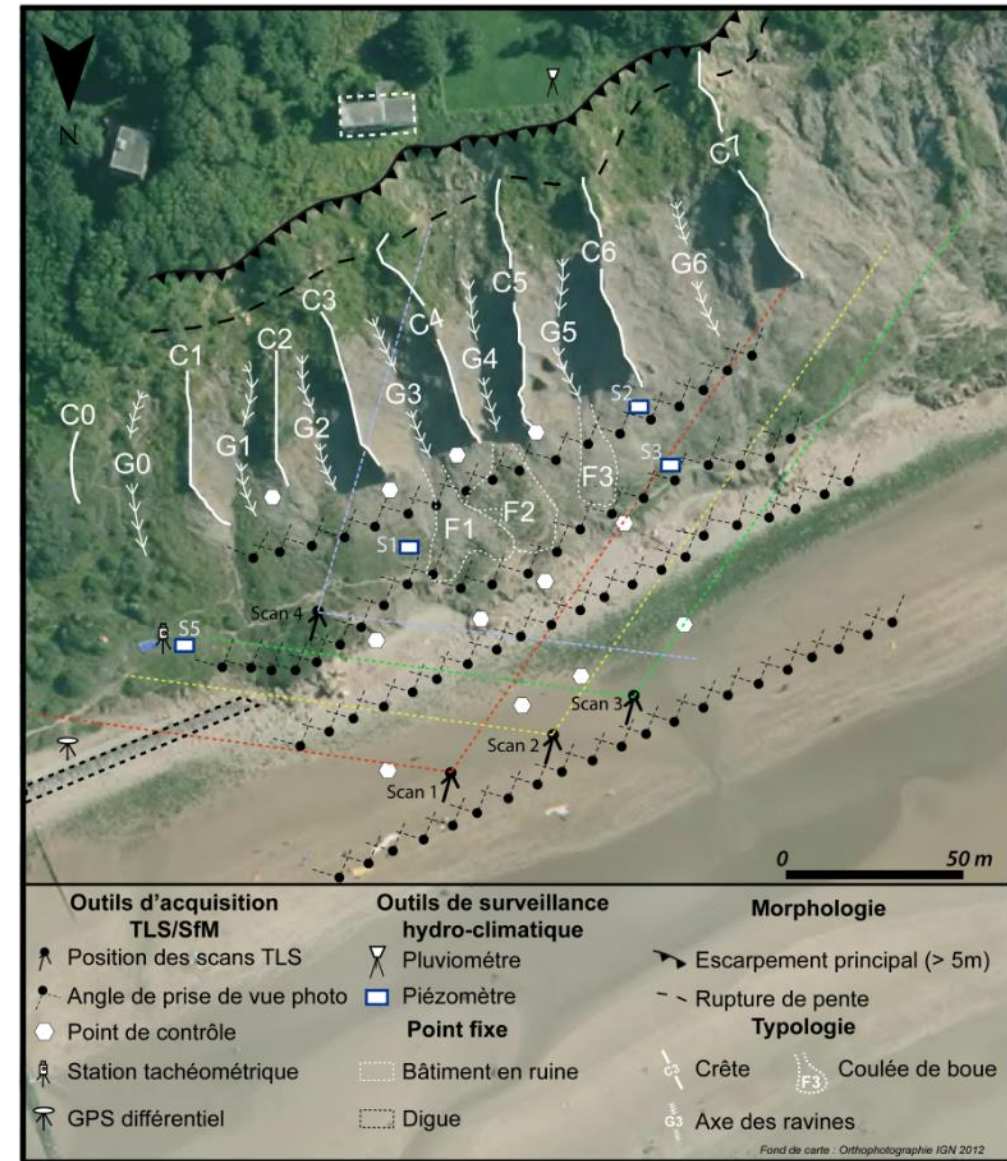 N
C7
C6
C5
G6
C4
C3
G5
C2
G4
C1
G3
C0
G2
G1
G0
S2
S3
F3
F2
F1
S1
Scan 4
S5
Scan 3
Scan 2
Scan 1
0 50 m
Outils d'acquisition
TLS/SfM
Position des scans TLS
Angle de prise de vue photo
Point de contrôle
Station tachéométrique
GPS différentiel
Outils de surveillance
hydro-climatique
Pluviométre
Piézomètre
Point fixe
Bâtiment en ruine
Digue
Morphologie
Escarpement principal (> 5m)
Rupture de pente
Typologie
C3 Crête
F3 Coulée de boue
G3 Axe des ravines
Fond de carte : Orthophotographie IGN 2012